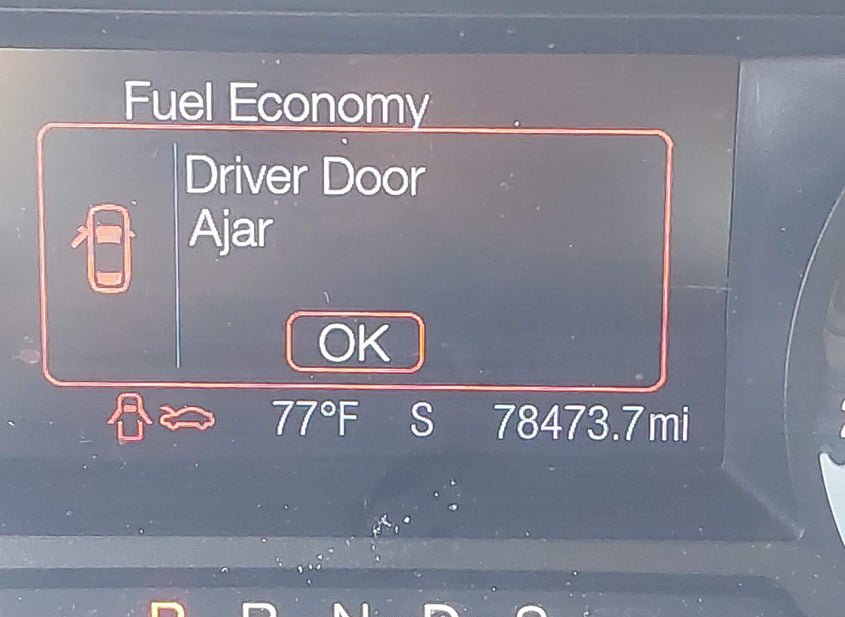 Fuel Economy
Driver Door
Ajar
OK
77°F S 78473.7mi
P R N D S